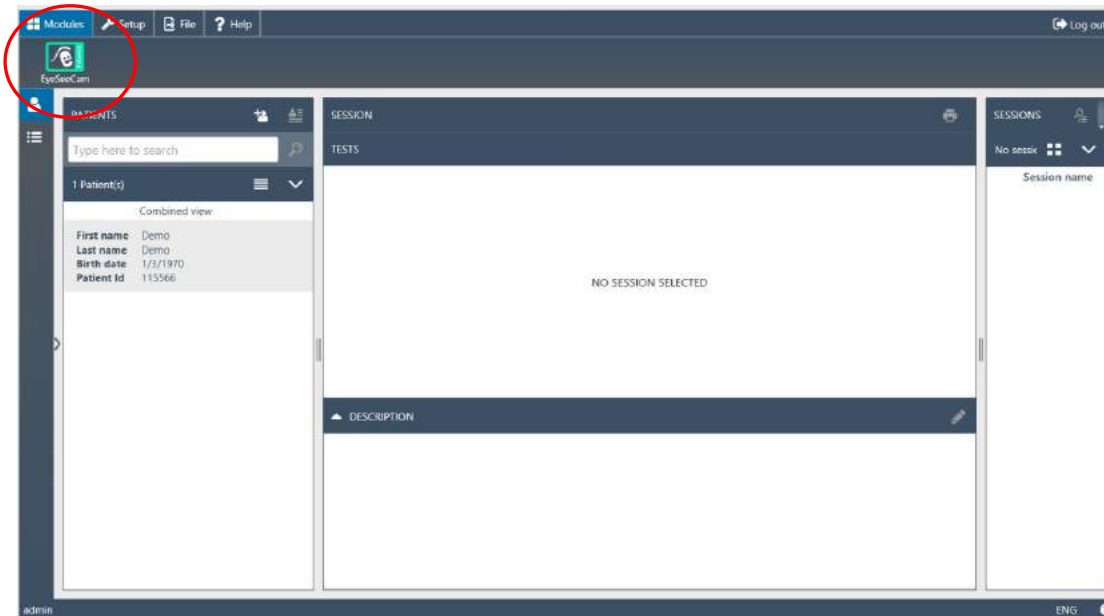 Modules Setup File ? Help Log out
EyeSeeCam
PATIENTS
Type here to search
1 Patient(s)
Combined view
First name Demo
Last name Demo
Birth date 1/3/1970
Patient Id 115566
SESSION
TESTS
NO SESSION SELECTED
DESCRIPTION
SESSIONS
No sessic
Session name
admin ENG